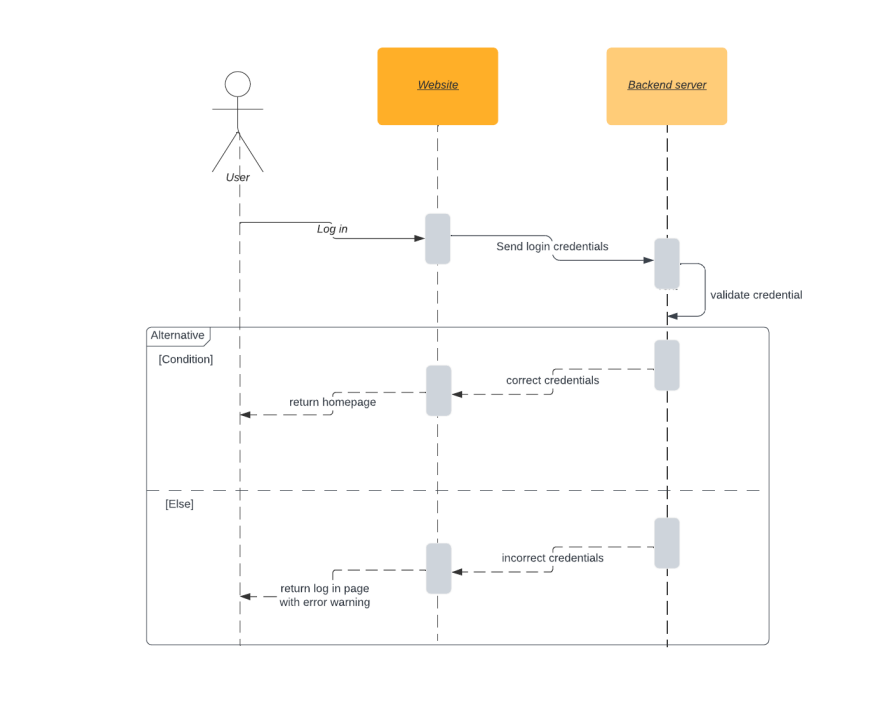 Website
Backend server
User
Log in
Send login credentials
validate credential
Alternative
[Condition]
correct credentials
return homepage
[Else]
incorrect credentials
return log in page
with error warning